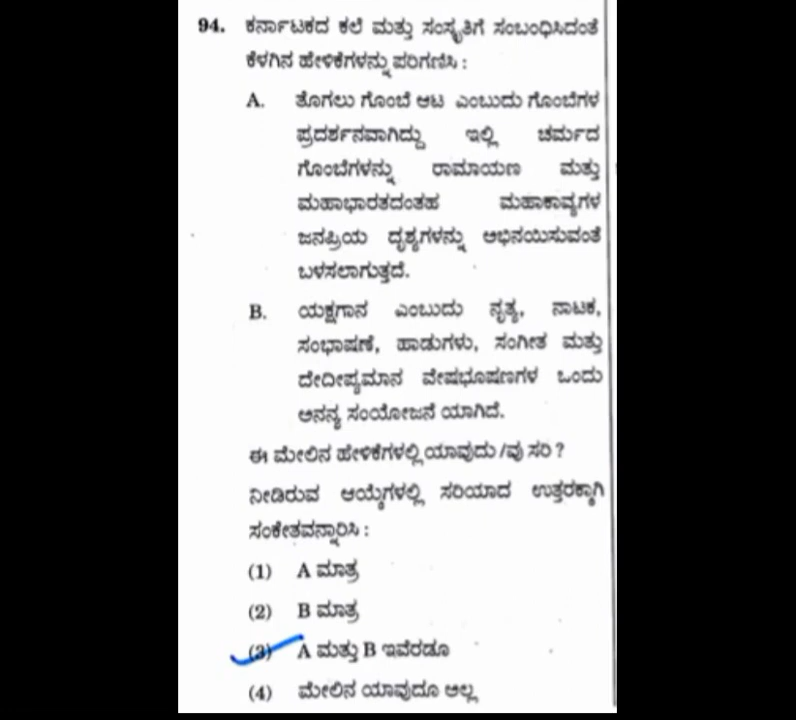 94. ಕರ್ನಾಟಕದ ಕಲೆ ಮತ್ತು ಸಂಸ್ಕೃತಿಗೆ ಸಂಬಂಧಿಸಿದಂತೆ
ಕೆಳಗಿನ ಹೇಳಿಕೆಗಳನ್ನು ಪರಿಗಣಿಸಿ :
A. ತೊಗಲು ಗೊಂಬೆ ಆಟ ಎಂಬುದು ಗೊಂಬೆಗಳ
ಪ್ರದರ್ಶನವಾಗಿದ್ದು ಇಲ್ಲಿ ಚರ್ಮದ
ಗೊಂಬೆಗಳನ್ನು ರಾಮಾಯಣ ಮತ್ತು
ಮಹಾಭಾರತದಂತಹ ಮಹಾಕಾವ್ಯಗಳ
ಜನಪ್ರಿಯ ದೃಶ್ಯಗಳನ್ನು ಅಭಿನಯಿಸುವಂತೆ
ಬಳಸಲಾಗುತ್ತದೆ.
B. ಯಕ್ಷಗಾನ ಎಂಬುದು ನೃತ್ಯ, ನಾಟಕ,
ಸಂಭಾಷಣೆ, ಹಾಡುಗಳು, ಸಂಗೀತ ಮತ್ತು
ದೇದೀಪ್ಯಮಾನ ವೇಷಭೂಷಣಗಳ ಒಂದು
ಅನನ್ಯ ಸಂಯೋಜನೆ ಯಾಗಿದೆ.
ಈ ಮೇಲಿನ ಹೇಳಿಕೆಗಳಲ್ಲಿ ಯಾವುದು /ವು ಸರಿ ?
ನೀಡಿರುವ ಆಯ್ಕೆಗಳಲ್ಲಿ ಸರಿಯಾದ ಉತ್ತರಕ್ಕಾಗಿ
ಸಂಕೇತವನ್ನಾರಿಸಿ :
(1) A ಮಾತ್ರ
(2) B ಮಾತ್ರ
(3) A ಮತ್ತು B ಇವೆರಡೂ
(4) ಮೇಲಿನ ಯಾವುದೂ ಅಲ್ಲ